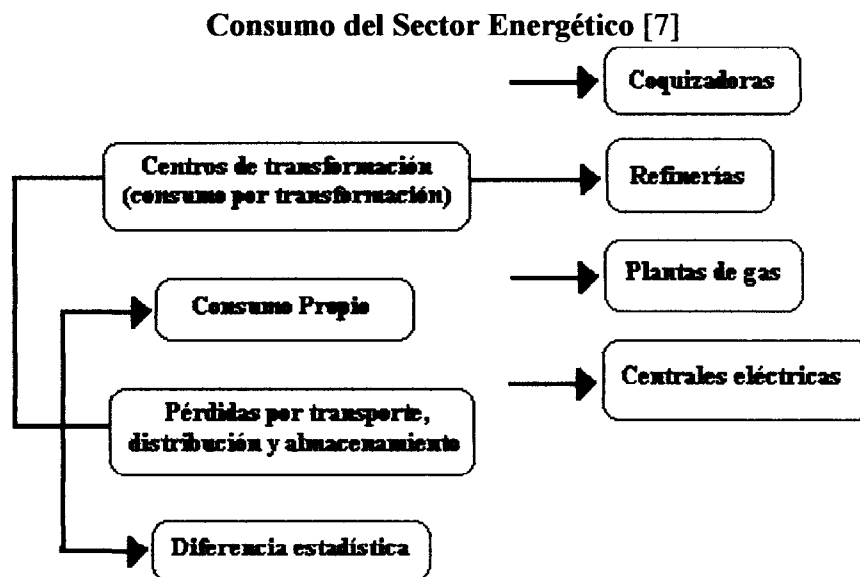 Consumo del Sector Energético [7]
Coquizadoras
Centros de transformación
(consumo por transformación)
Refinerías
Plantas de gas
Consumo Propio
Centrales eléctricas
Pérdidas por transporte,
distribución y almacenamiento
Diferencia estadística